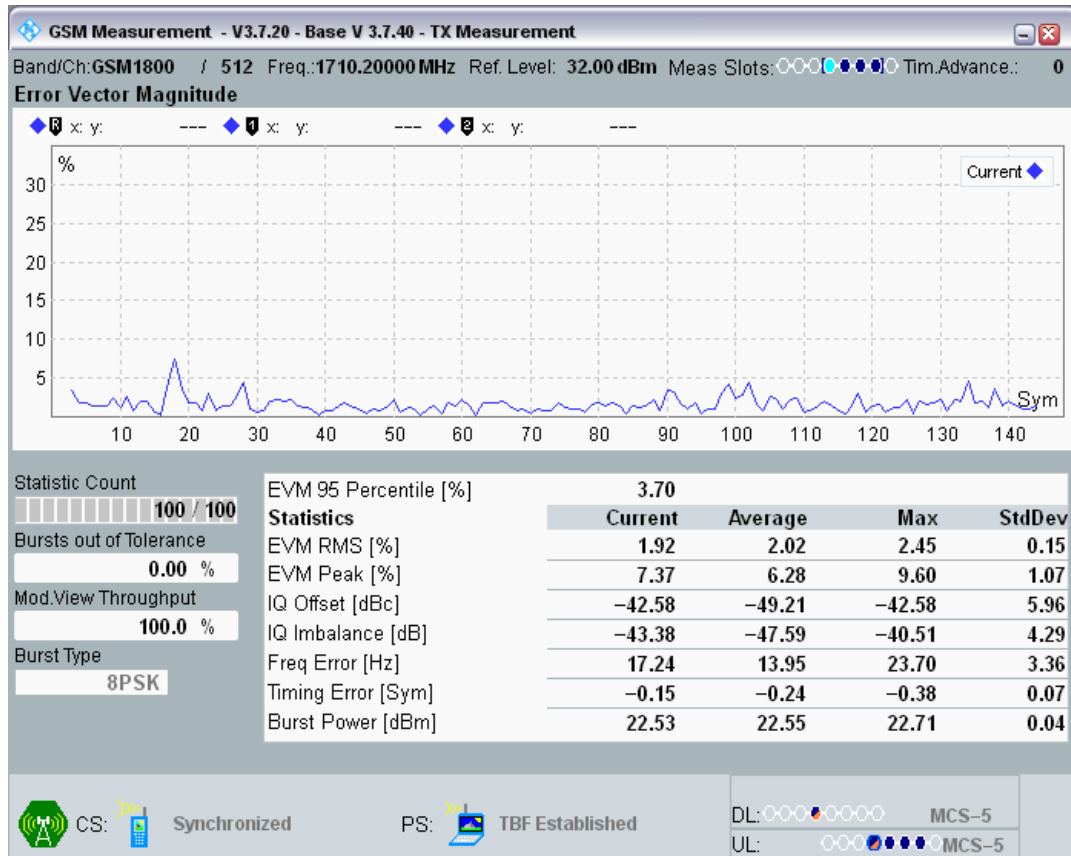 GSM Measurement - V3.7.20 - Base V 3.7.40 - TX Measurement
Band/Ch:GSM1800 / 512 Freq.:1710.20000 MHz Ref. Level: 32.00 dBm Meas Slots: Tim.Advance.: 0
Error Vector Magnitude
R x: y: --- 1 x: y: --- 2 x: y: ---
%
Current
30
25
20
15
10
5
Sym
10 20 30 40 50 60 70 80 90 100 110 120 130 140
Statistic Count
100 / 100
Bursts out of Tolerance
0.00 %
Mod.View Throughput
100.0 %
Burst Type
8PSK
EVM 95 Percentile [%] 3.70
Statistics Current Average Max StdDev
EVM RMS [%] 1.92 2.02 2.45 0.15
EVM Peak [%] 7.37 6.28 9.60 1.07
IQ Offset [dBc] −42.58 −49.21 −42.58 5.96
IQ Imbalance [dB] −43.38 −47.59 −40.51 4.29
Freq Error [Hz] 17.24 13.95 23.70 3.36
Timing Error [Sym] −0.15 −0.24 −0.38 0.07
Burst Power [dBm] 22.53 22.55 22.71 0.04
CS: Synchronized PS: TBF Established
DL: MCS−5
UL: MCS−5